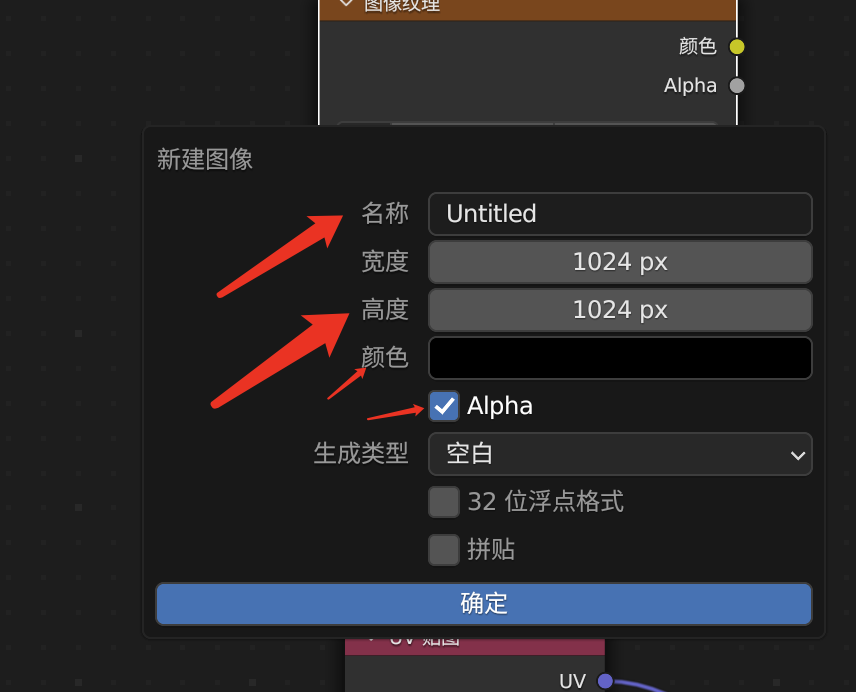 图像纹理
颜色
Alpha
新建图像
名称 Untitled
宽度 1024 px
高度 1024 px
颜色
Alpha
生成类型 空白
32 位浮点格式
拼贴
确定
UV 贴图
UV